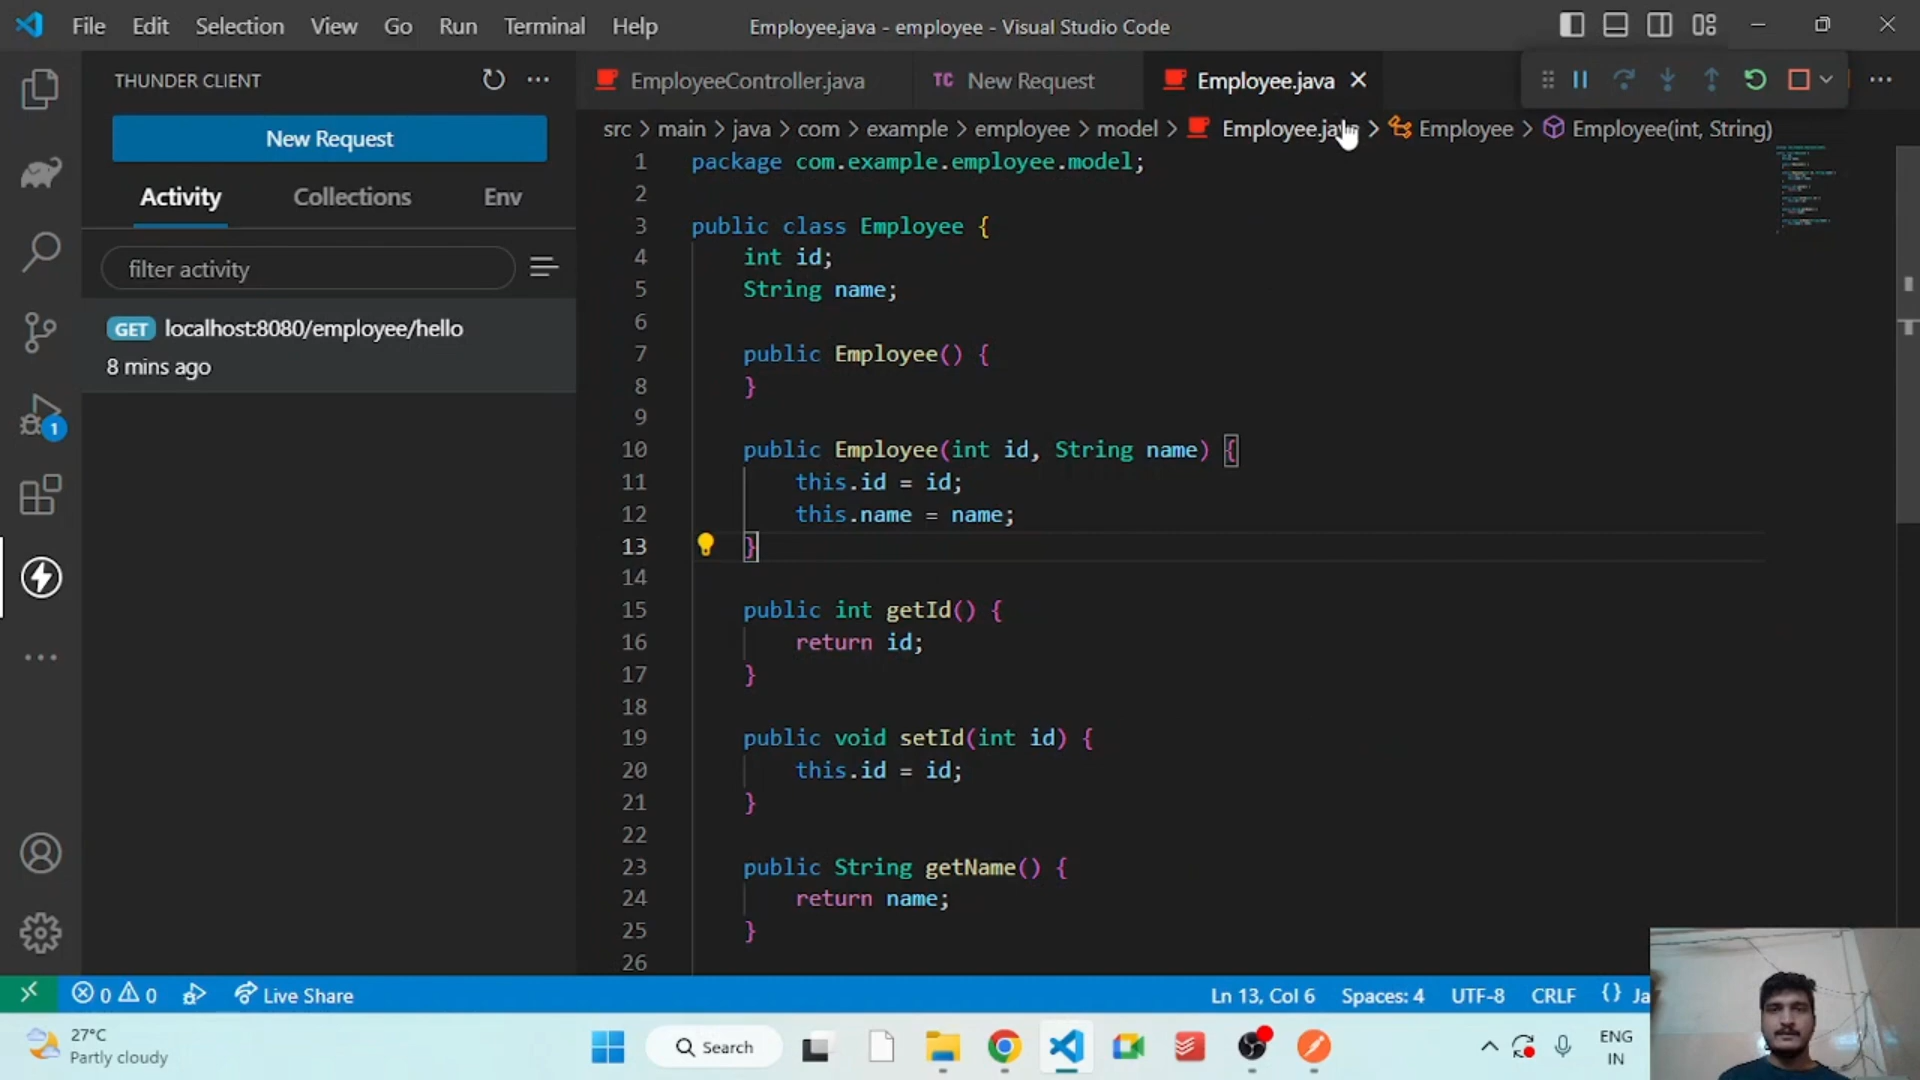 File Edit Selection View Go Run Terminal Help Employee.java - employee - Visual Studio Code
THUNDER CLIENT
New Request
Activity Collections Env
filter activity
GET localhost:8080/employee/hello
8 mins ago
EmployeeController.java TC New Request Employee.java
src > main > java > com > example > employee > model > Employee.java > Employee > Employee(int, String)
1 package com.example.employee.model;
2
3 public class Employee {
4 int id;
5 String name;
6
7 public Employee() {
8 }
9
10 public Employee(int id, String name) {
11 this.id = id;
12 this.name = name;
13 }
14
15 public int getId() {
16 return id;
17 }
18
19 public void setId(int id) {
20 this.id = id;
21 }
22
23 public String getName() {
24 return name;
25 }
26
1
0 0 Live Share Ln 13, Col 6 Spaces: 4 UTF-8 CRLF {} Ja
27°C
Partly cloudy
Search
ENG
IN